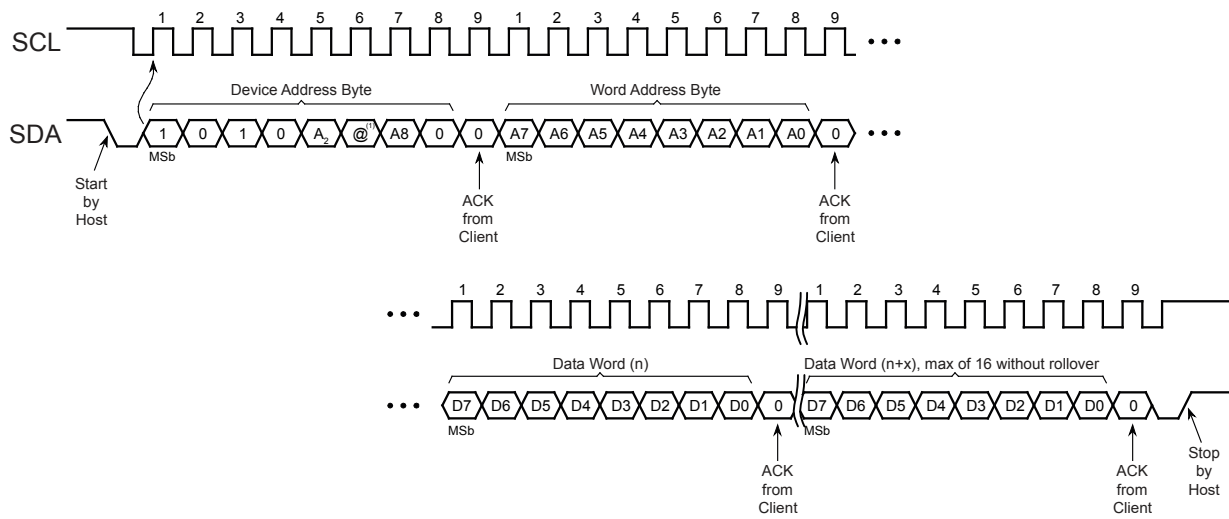 1 2 3 4 5 6 7 8 9 1 2 3 4 5 6 7 8 9
SCL
Device Address Byte Word Address Byte
SDA 1 0 1 0 A2 @(1) A8 0 0 A7 A6 A5 A4 A3 A2 A1 A0 0
MSb MSb
Start by Host
ACK from Client
ACK from Client
1 2 3 4 5 6 7 8 9 1 2 3 4 5 6 7 8 9
Data Word (n) Data Word (n+x), max of 16 without rollover
D7 D6 D5 D4 D3 D2 D1 D0 0 D7 D6 D5 D4 D3 D2 D1 D0 0
MSb MSb
ACK from Client
ACK from Client
Stop by Host